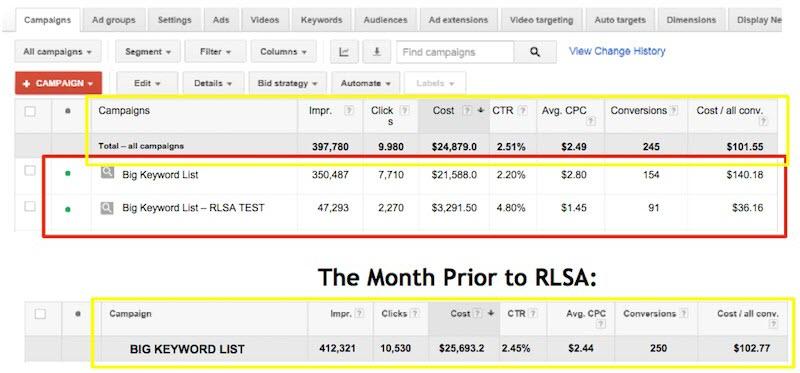 Campaigns Ad groups Settings Ads Videos Keywords Audiences Ad extensions Video targeting Auto targets Dimensions Display Ne
All campaigns Segment Filter Columns Find campaigns View Change History
+ CAMPAIGN Edit Details Bid strategy Automate Labels
Campaigns Impr. ? Click ? Cost ? CTR ? Avg. CPC Conversions ? Cost / all conv.
s ? ?
Total – all campaigns 397,780 9.980 $24,879.0 2.51% $2.49 245 $101.55
Big Keyword List 350,487 7,710 $21,588.0 2.20% $2.80 154 $140.18
Big Keyword List – RLSA TEST 47,293 2,270 $3,291.50 4.80% $1.45 91 $36.16
The Month Prior to RLSA:
Campaign Impr. ? Clicks ? Cost ? CTR ? Avg. CPC Conversions ? Cost / all conv.
? ?
BIG KEYWORD LIST 412,321 10,530 $25,693.2 2.45% $2.44 250 $102.77